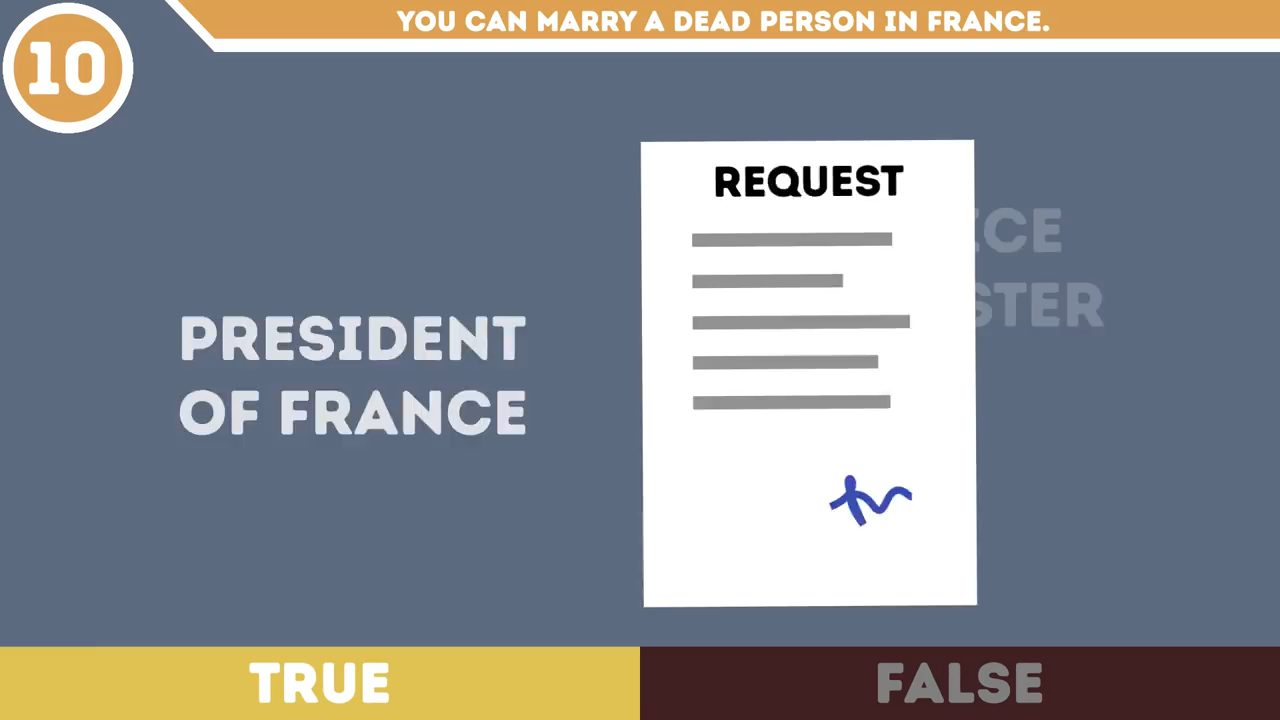 YOU CAN MARRY A DEAD PERSON IN FRANCE.
10
REQUEST
PRESIDENT
OF FRANCE
TRUE
FALSE